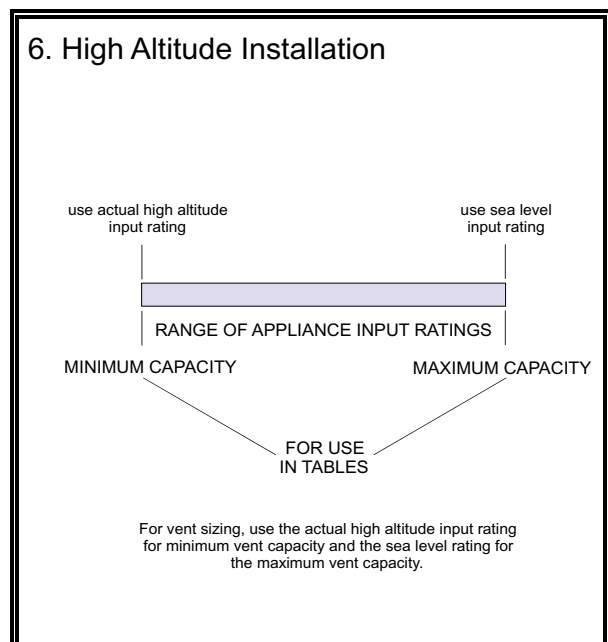 6. High Altitude Installation
use actual high altitude
input rating
use sea level
input rating
RANGE OF APPLIANCE INPUT RATINGS
MINIMUM CAPACITY
MAXIMUM CAPACITY
FOR USE
IN TABLES
For vent sizing, use the actual high altitude input rating
for minimum vent capacity and the sea level rating for
the maximum vent capacity.